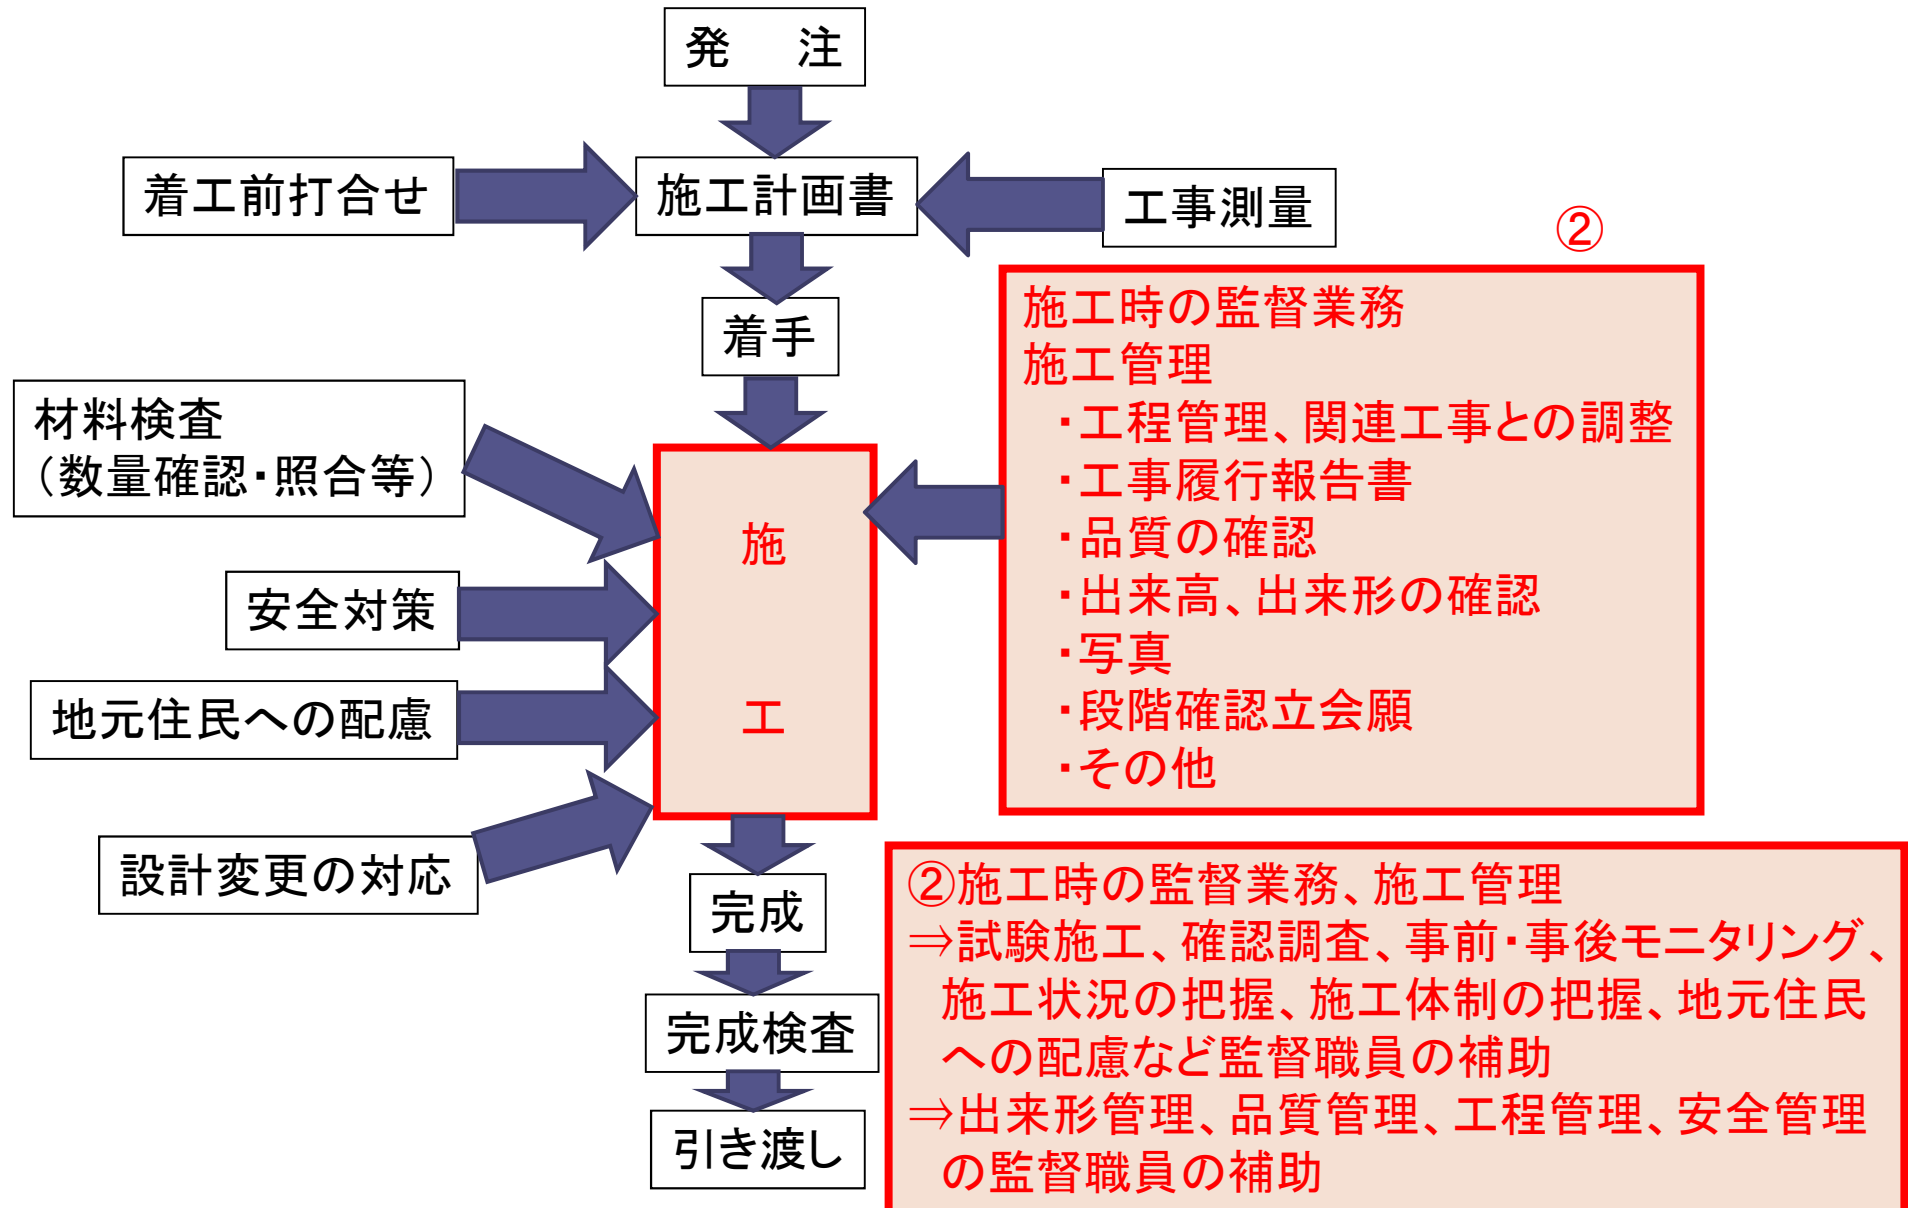 発　注
着工前打合せ
施工計画書
工事測量
②
着手
施工時の監督業務
施工管理
・工程管理、関連工事との調整
・工事履行報告書
・品質の確認
・出来高、出来形の確認
・写真
・段階確認立会願
・その他
材料検査
（数量確認・照合等）
安全対策
地元住民への配慮
設計変更の対応
施
工
完成
完成検査
引き渡し
②施工時の監督業務、施工管理
⇒試験施工、確認調査、事前・事後モニタリング、
施工状況の把握、施工体制の把握、地元住民
への配慮など監督職員の補助
⇒出来形管理、品質管理、工程管理、安全管理
の監督職員の補助